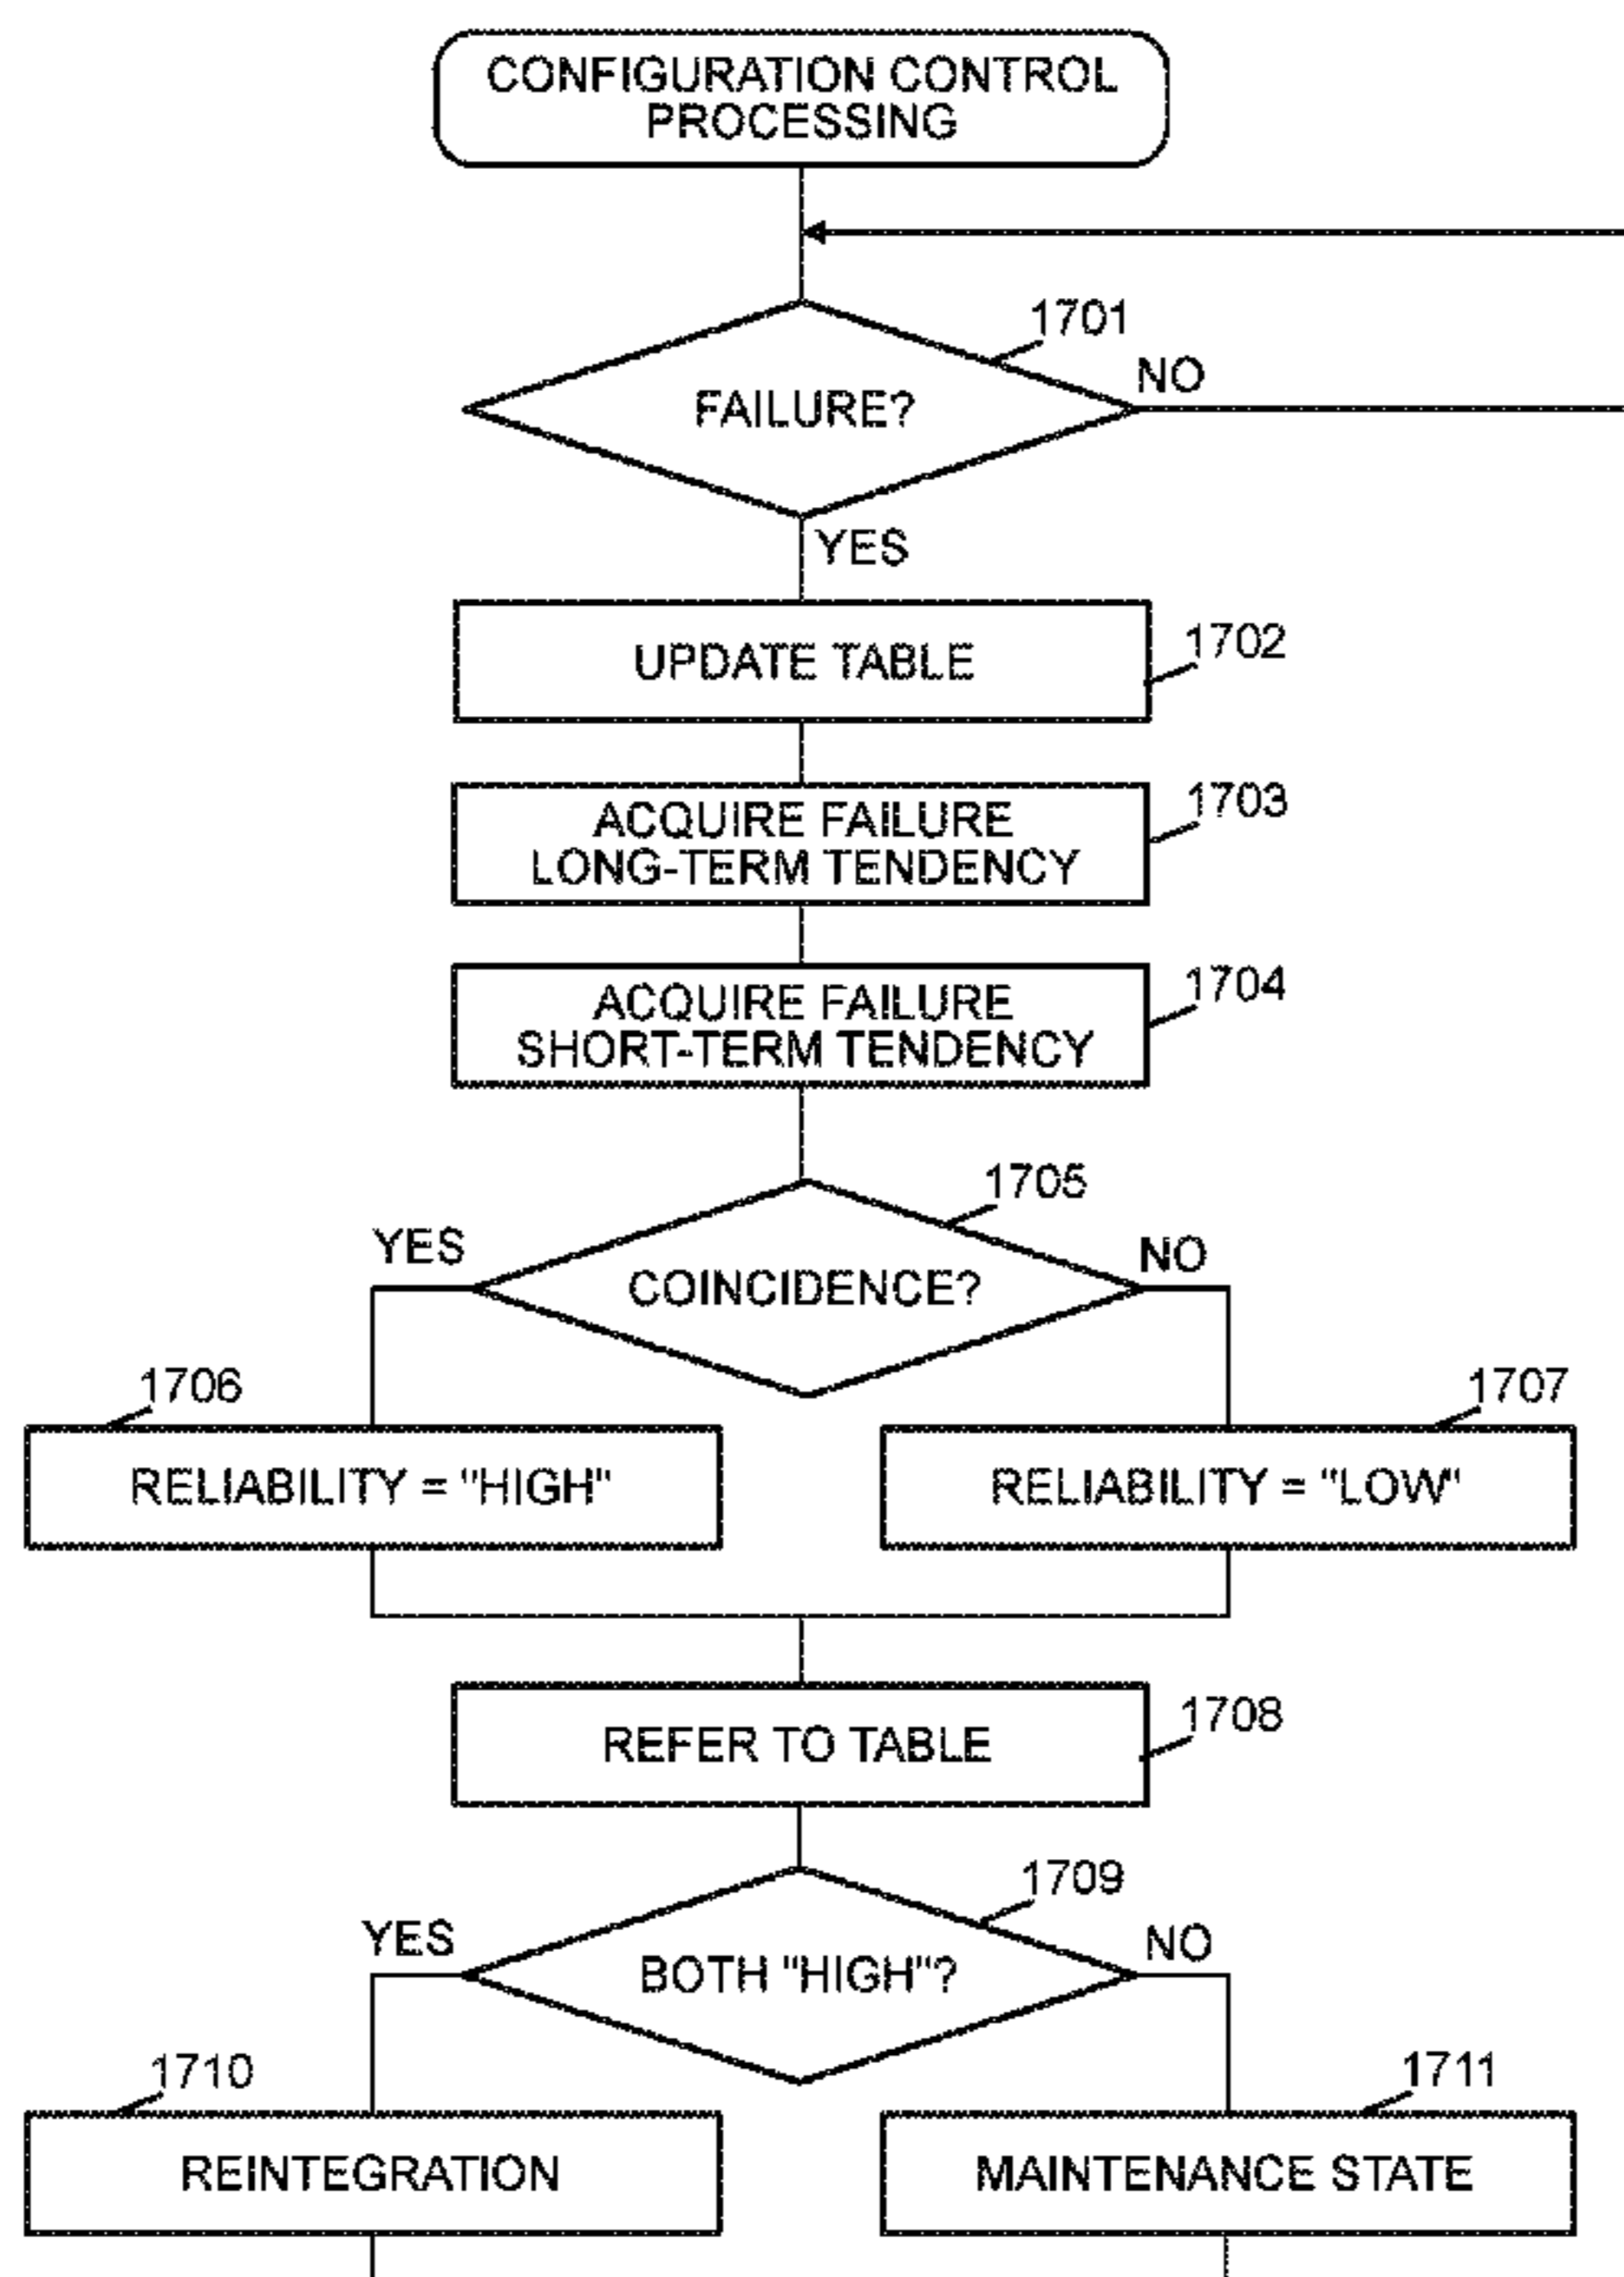 CONFIGURATION CONTROL
PROCESSING
1701
FAILURE?
NO
YES
UPDATE TABLE
1702
ACQUIRE FAILURE
LONG-TERM TENDENCY
1703
ACQUIRE FAILURE
SHORT-TERM TENDENCY
1704
1705
YES
COINCIDENCE?
NO
1706
RELIABILITY = "HIGH"
1707
RELIABILITY = "LOW"
REFER TO TABLE
1708
1709
YES
BOTH "HIGH"?
NO
1710
REINTEGRATION
1711
MAINTENANCE STATE